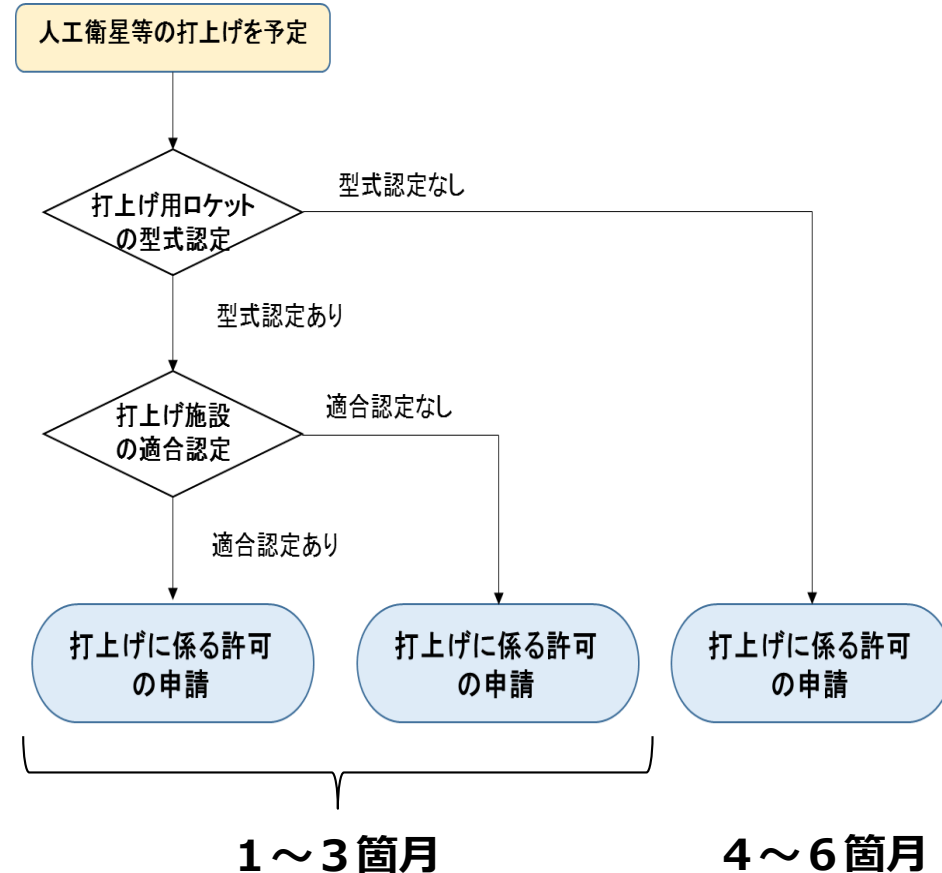 人工衛星等の打上げを予定
打上げ用ロケット
の型式認定
型式認定なし
型式認定あり
打上げ施設
の適合認定
適合認定なし
適合認定あり
打上げに係る許可
の申請
打上げに係る許可
の申請
打上げに係る許可
の申請
１～３箇月
４～６箇月